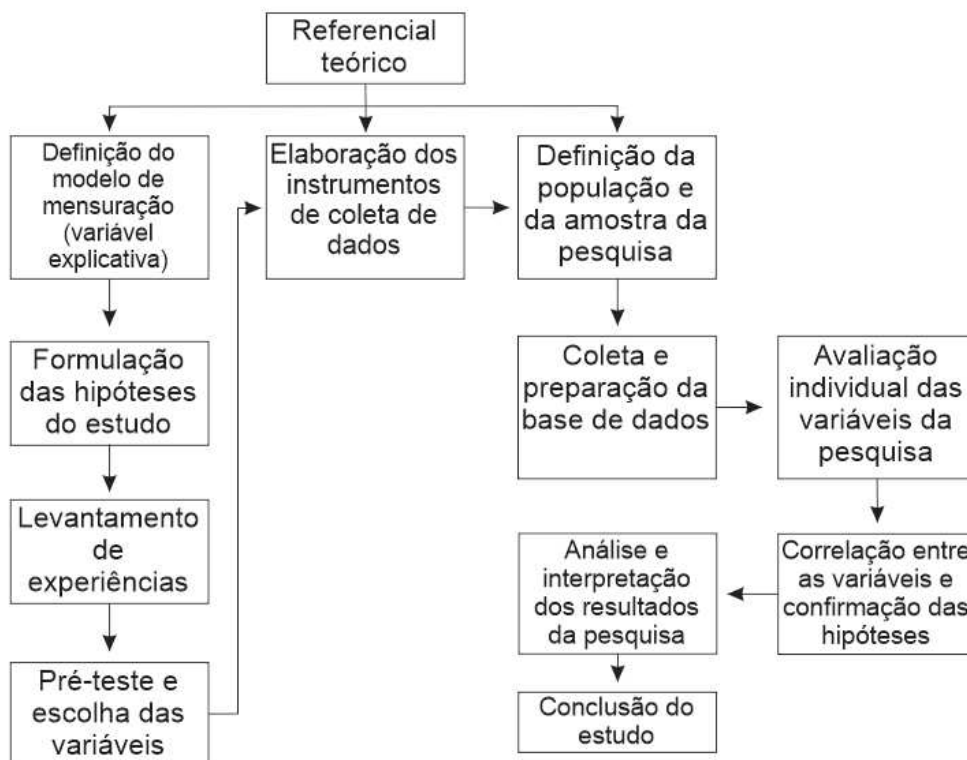 Referencial
teórico
Definição do
modelo de
mensuração
(variável
explicativa)
Elaboração dos
instrumentos
de coleta de
dados
Definição da
população e
da amostra da
pesquisa
Formulação
das hipóteses
do estudo
Coleta e
preparação da
base de dados
Avaliação
individual das
variáveis da
pesquisa
Levantamento
de
experiências
Análise e
interpretação
dos resultados
da pesquisa
Correlação entre
as variáveis e
confirmação das
hipóteses
Pré-teste e
escolha das
variáveis
Conclusão do
estudo